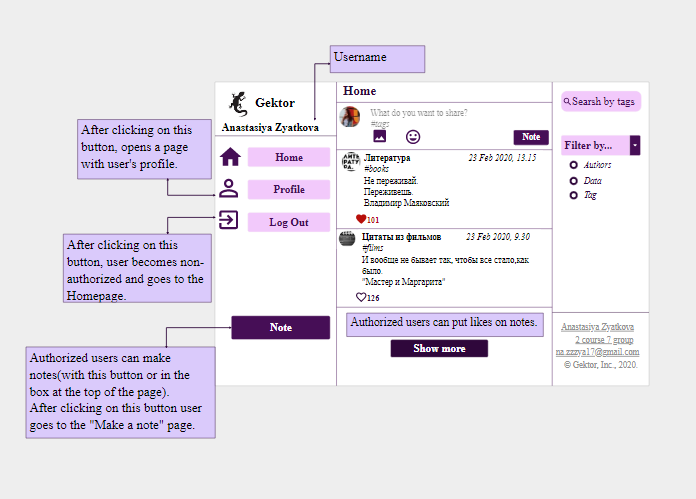 Username
Gektor
Anastasiya Zyatkova
After clicking on this
button, opens a page
with user's profile.
Home
Profile
Log Out
After clicking on this
button, user becomes non-
authorized and goes to the
Homepage.
Note
Authorized users can make
notes(with this button or in the
box at the top of the page).
After clicking on this button user
goes to the "Make a note" page.
Home
What do you want to share?
#tags
Note
АНТЕ
РАТУ
РА.
Литература
23 Feb 2020, 13.15
#books
Не переживай.
Переживешь.
Владимир Маяковский
101
Цитаты из фильмов
23 Feb 2020, 9.30
#films
И вообще не бывает так, чтобы все стало,как
было.
"Мастер и Маргарита"
126
Authorized users can put likes on notes.
Show more
Searsh by tags
Filter by...
Authors
Data
Tag
Anastasiya Zyatkova
2 course 7 group
na.zzzya17@gmail.com
© Gektor, Inc., 2020.